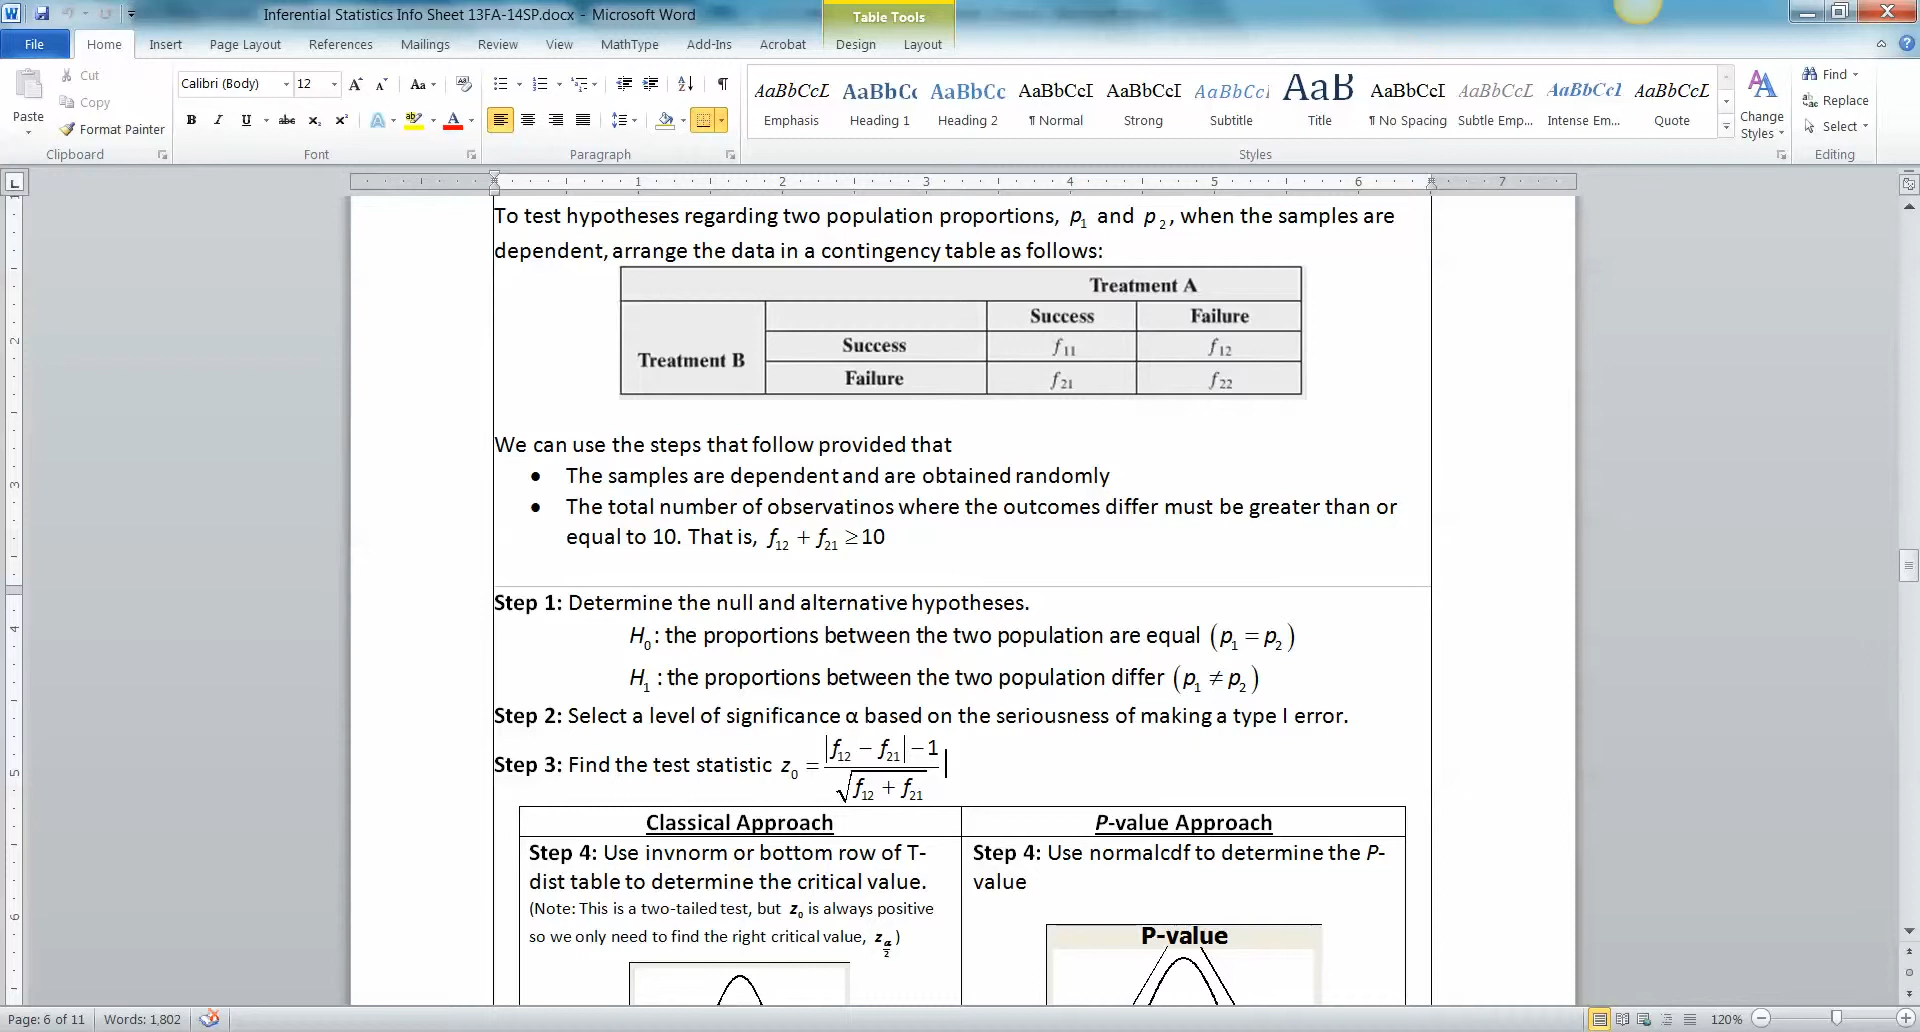 Inferential Statistics Info Sheet 13FA-14SP.docx - Microsoft Word
Table Tools
File Home Insert Page Layout References Mailings Review View MathType Add-Ins Acrobat Design Layout
Paste
Cut
Copy
Format Painter
Clipboard
Calibri (Body) 12
Font
Paragraph
AaBbCcL AaBbCc AaBbCc AaBbCcI AaBbCcI AaBbCcI AaB AaBbCcI AaBbCcL AaBbCcI AaBbCcL
Emphasis Heading 1 Heading 2 ¶ Normal Strong Subtitle Title ¶ No Spacing Subtle Emp... Intense Em... Quote
Styles
Change Styles
Find
Replace
Select
Editing
1 2 3 4 5 6 7
To test hypotheses regarding two population proportions, p₁ and p₂, when the samples are
dependent, arrange the data in a contingency table as follows:
Treatment A
Success Failure
Treatment B
Success f₁₁ f₁₂
Failure f₂₁ f₂₂
We can use the steps that follow provided that
• The samples are dependent and are obtained randomly
• The total number of observatinos where the outcomes differ must be greater than or
equal to 10. That is, f₁₂ + f₂₁ ≥ 10
Step 1: Determine the null and alternative hypotheses.
H₀: the proportions between the two population are equal (p₁ = p₂)
H₁ : the proportions between the two population differ (p₁ ≠ p₂)
Step 2: Select a level of significance α based on the seriousness of making a type I error.
Step 3: Find the test statistic z₀ = |f₁₂ − f₂₁| − 1 / √(f₁₂ + f₂₁)
Classical Approach
Step 4: Use invnorm or bottom row of T-
dist table to determine the critical value.
(Note: This is a two-tailed test, but z₀ is always positive
so we only need to find the right critical value, z α/2 )
P-value Approach
Step 4: Use normalcdf to determine the P-
value
P-value
Page: 6 of 11 Words: 1,802 120%